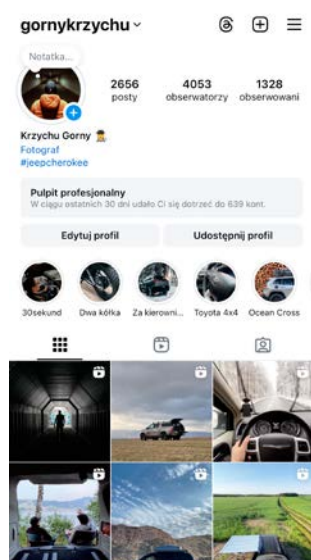 gornykrzychu
Notatka...
2656 4053 1328
posty obserwatorzy obserwowani
Krzychu Gorny
Fotograf
#jeepcherokee
Pulpit profesjonalny
W ciągu ostatnich 30 dni udało Ci się dotrzeć do 639 kont.
Edytuj profil Udostępnij profil
30sekund Dwa kółka Za kierowni... Toyota 4x4 Ocean Cross